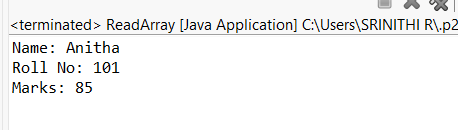 <terminated> ReadArray [Java Application] C:\Users\SRINITHI R\.p2
Name: Anitha
Roll No: 101
Marks: 85